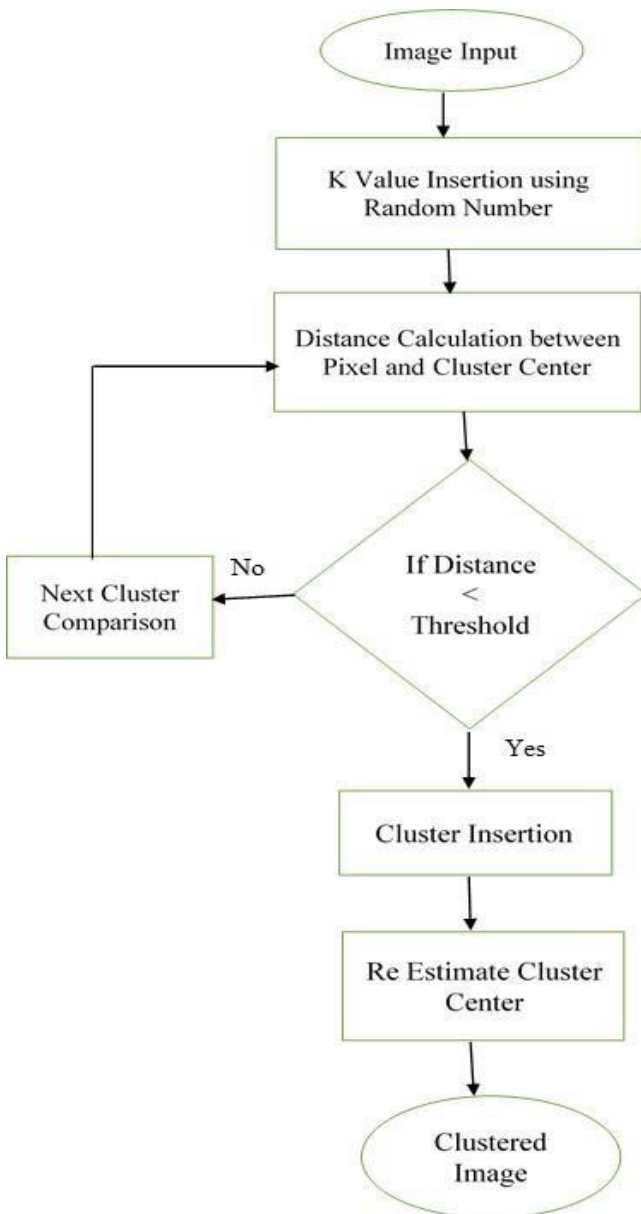 Image Input
K Value Insertion using
Random Number
Distance Calculation between
Pixel and Cluster Center
If Distance
<
Threshold
No
Next Cluster
Comparison
Yes
Cluster Insertion
Re Estimate Cluster
Center
Clustered
Image